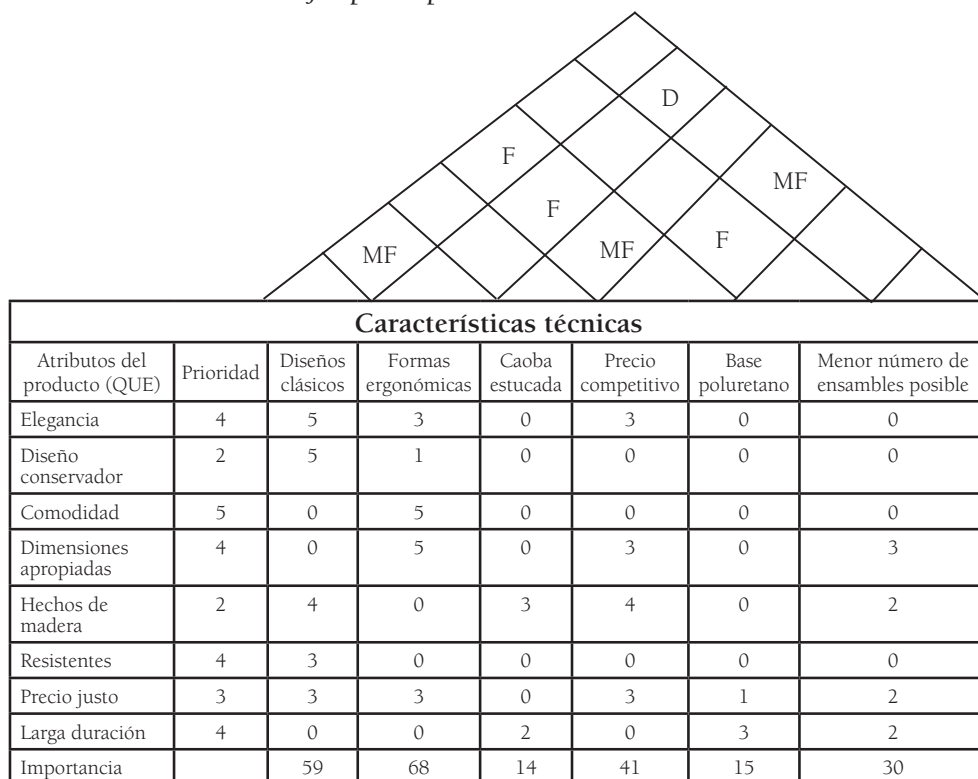 D
F
MF
F
MF
MF
F
Características técnicas
Atributos del producto (QUE) Prioridad Diseños clásicos Formas ergonómicas Caoba estucada Precio competitivo Base poluretano Menor número de ensambles posible
Elegancia 4 5 3 0 3 0 0
Diseño conservador 2 5 1 0 0 0 0
Comodidad 5 0 5 0 0 0 0
Dimensiones apropiadas 4 0 5 0 3 0 3
Hechos de madera 2 4 0 3 4 0 2
Resistentes 4 3 0 0 0 0 0
Precio justo 3 3 3 0 3 1 2
Larga duración 4 0 0 2 0 3 2
Importancia 59 68 14 41 15 30